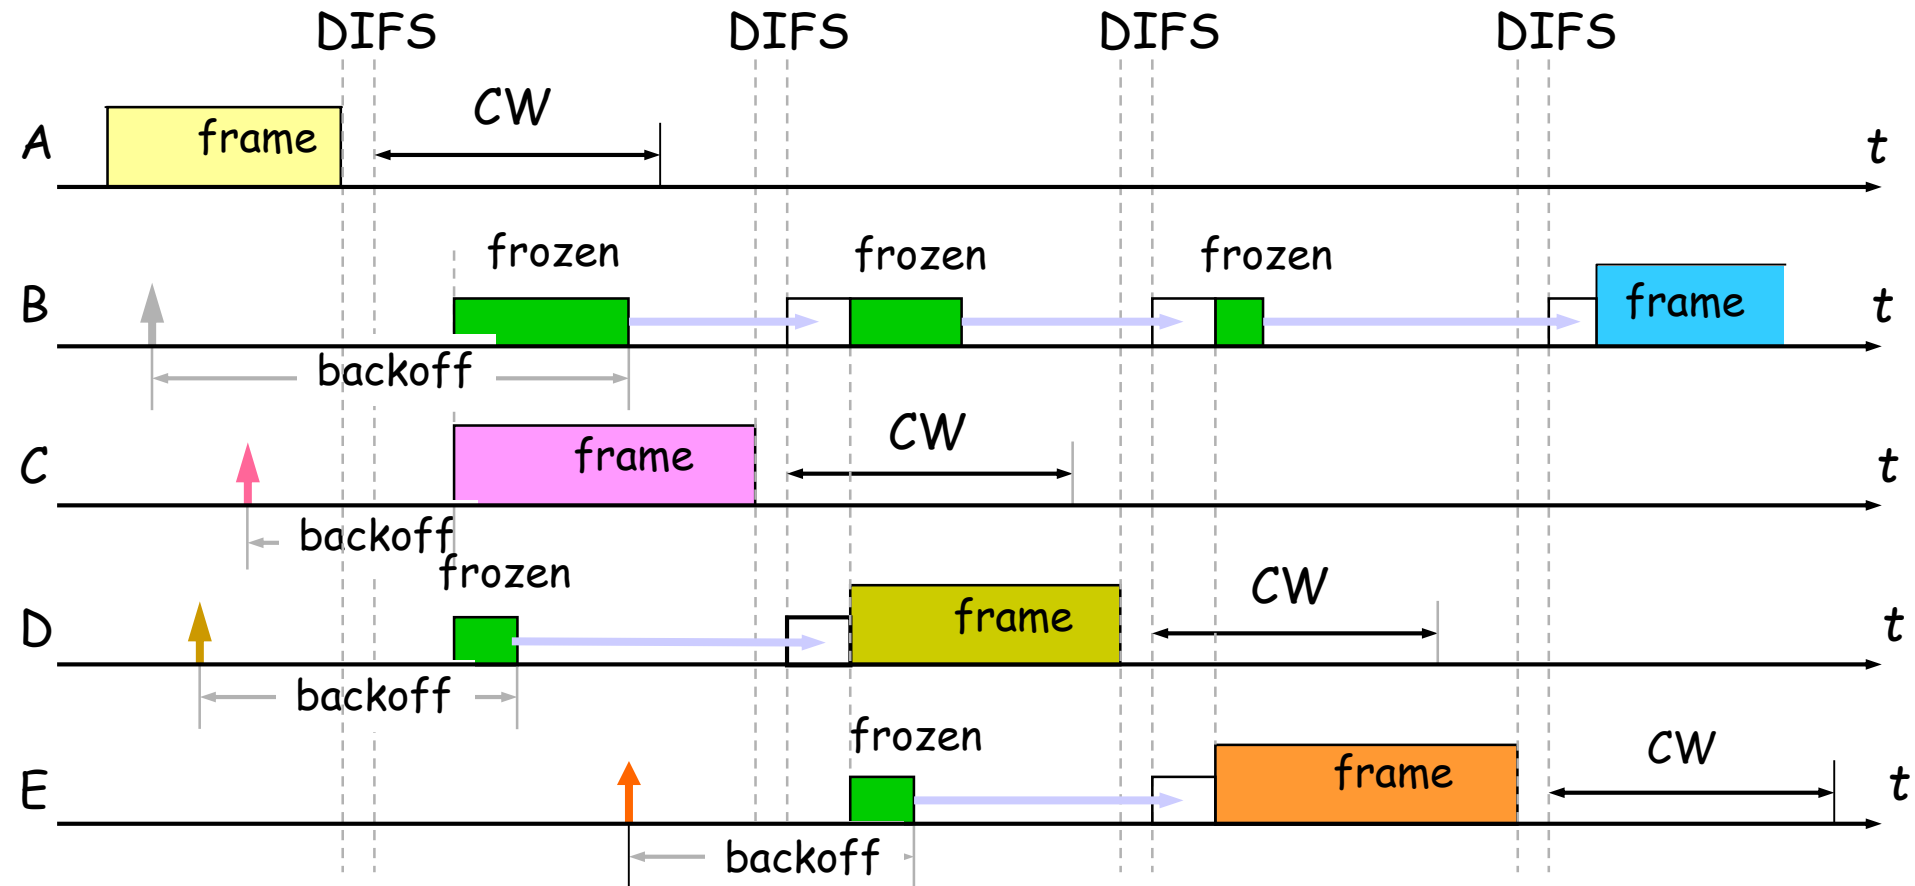 DIFS DIFS DIFS DIFS
CW
A frame t
frozen frozen frozen
B frame t
backoff
CW
C frame t
backoff
frozen
CW
D frame t
backoff
frozen
CW
E frame t
backoff